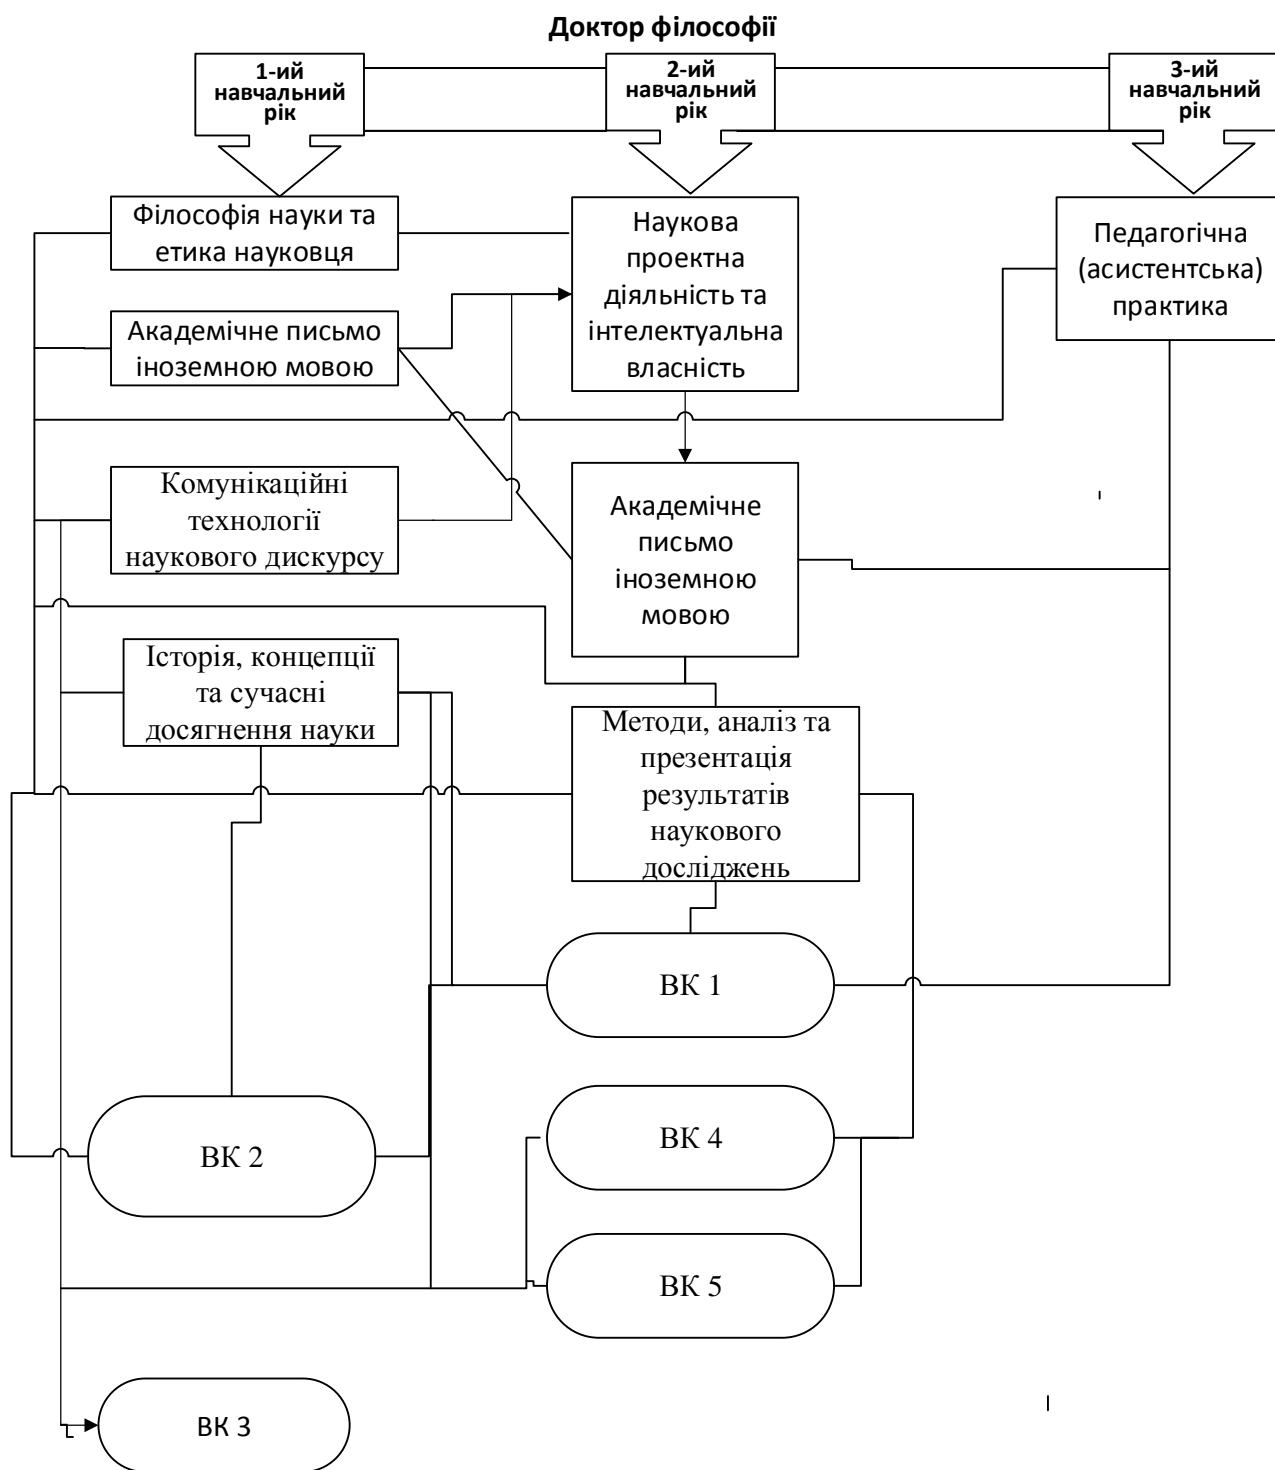 Доктор філософії
1-ий
навчальний
рік
2-ий
навчальний
рік
3-ий
навчальний
рік
Філософія науки та
етика науковця
Академічне письмо
іноземною мовою
Комунікаційні
технології
наукового дискурсу
Історія, концепції
та сучасні
досягнення науки
ВК 2
ВК 3
Наукова
проектна
діяльність та
інтелектуальна
власність
Академічне
письмо
іноземною
мовою
Методи, аналіз та
презентація
результатів
наукового
досліджень
ВК 1
ВК 4
ВК 5
Педагогічна
(асистентська)
практика